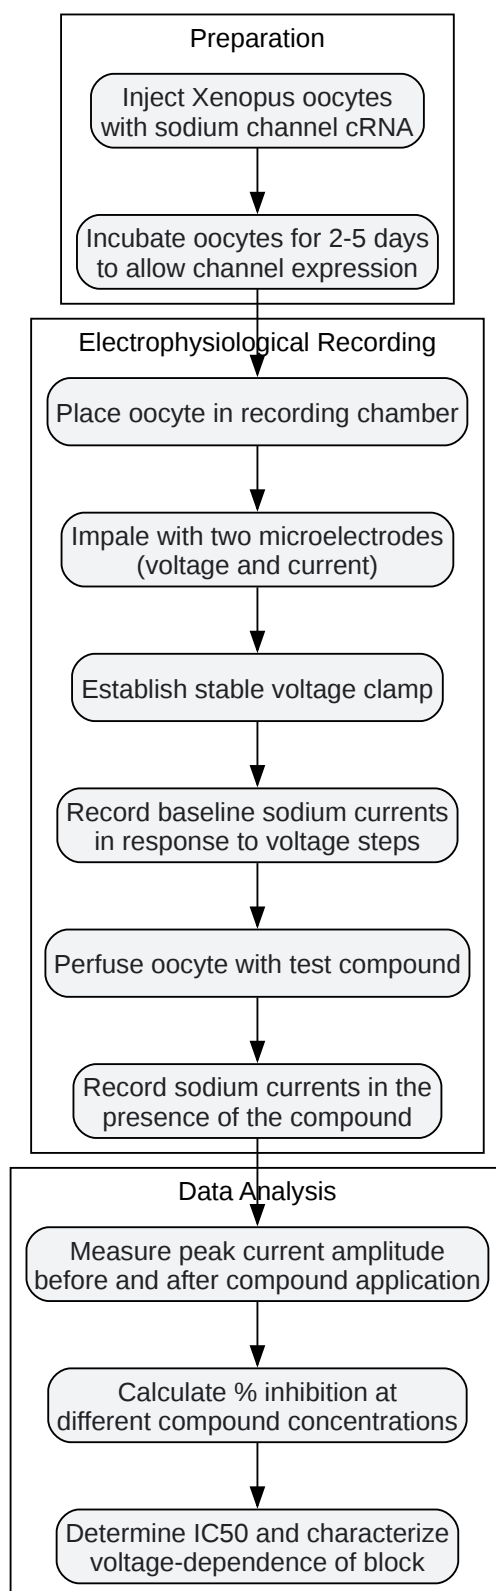 Preparation
Inject Xenopus oocytes
with sodium channel cRNA
Incubate oocytes for 2-5 days
to allow channel expression
Electrophysiological Recording
Place oocyte in recording chamber
Impale with two microelectrodes
(voltage and current)
Establish stable voltage clamp
Record baseline sodium currents
in response to voltage steps
Perfuse oocyte with test compound
Record sodium currents in the
presence of the compound
Data Analysis
Measure peak current amplitude
before and after compound application
Calculate % inhibition at
different compound concentrations
Determine IC50 and characterize
voltage-dependence of block